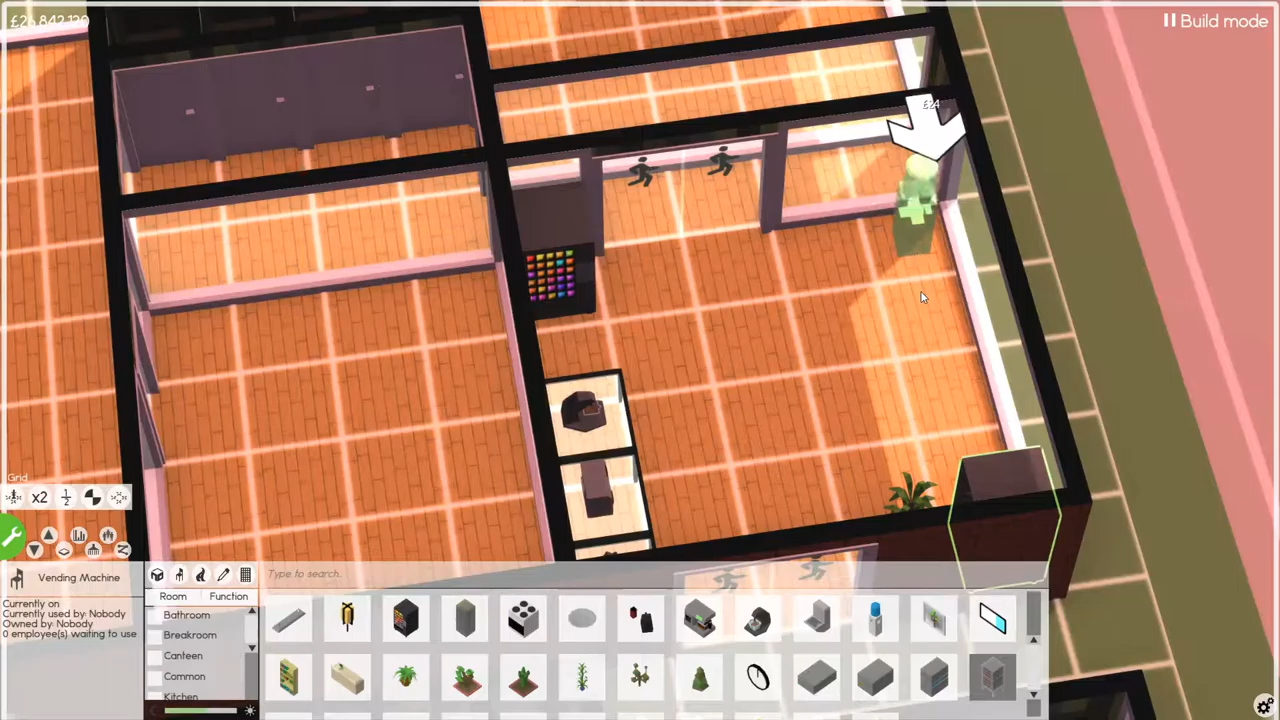 £26,842,120
Build mode
£24
Grid
x2
1/2
Vending Machine
Type to search.
Room
Function
Currently on
Currently used by: Nobody
Owned by: Nobody
0 employee(s) waiting to use
Bathroom
Breakroom
Canteen
Common
Kitchen